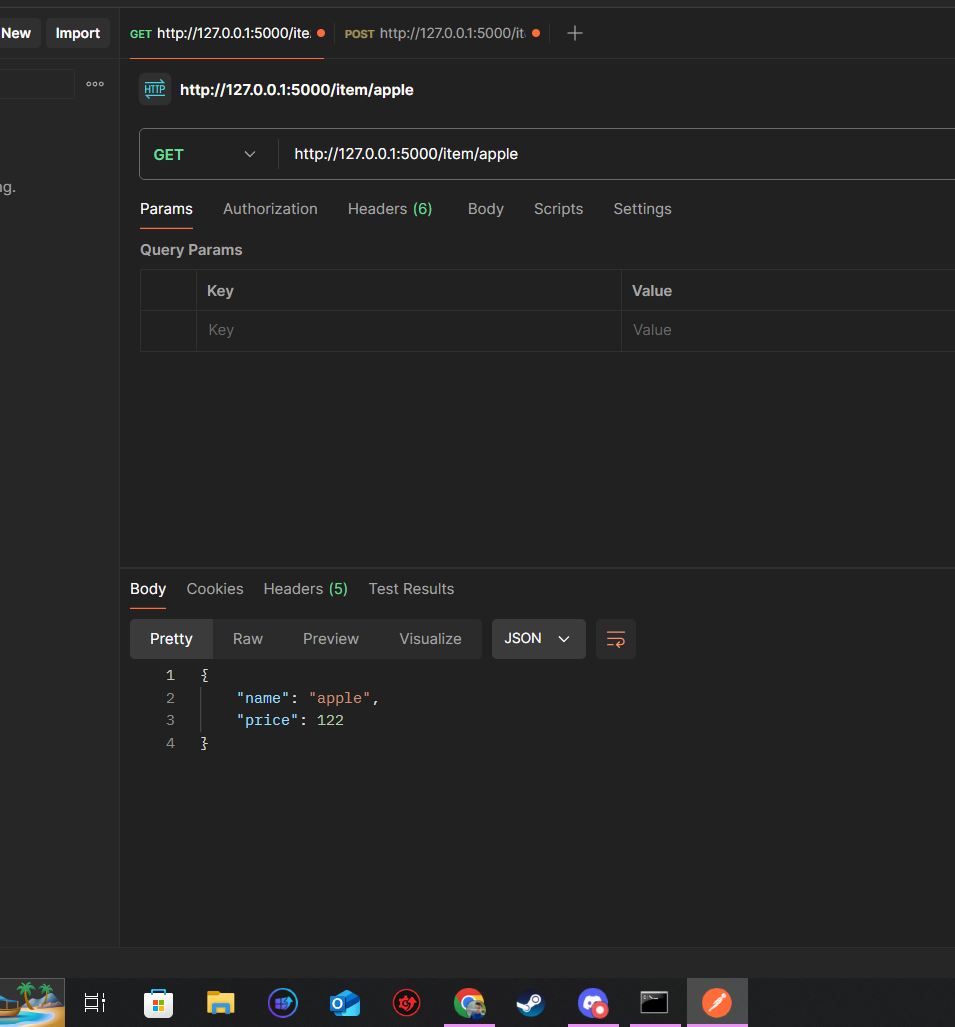 New Import GET http://127.0.0.1:5000/ite. POST http://127.0.0.1:5000/it
HTTP http://127.0.0.1:5000/item/apple
GET http://127.0.0.1:5000/item/apple
ng.
Params Authorization Headers (6) Body Scripts Settings
Query Params
Key Value
Key Value
Body Cookies Headers (5) Test Results
Pretty Raw Preview Visualize JSON
1 {
2 "name": "apple",
3 "price": 122
4 }